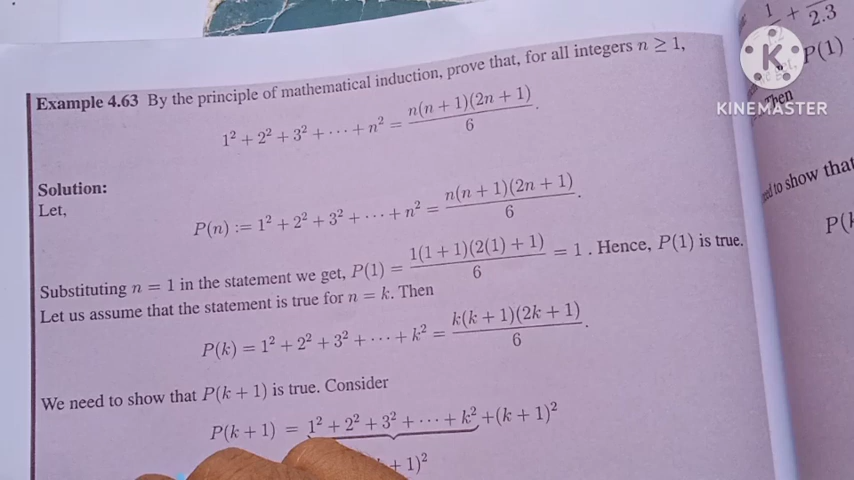 Example 4.63 By the principle of mathematical induction, prove that, for all integers n ≥ 1,
1² + 2² + 3² + ⋯ + n² = n(n + 1)(2n + 1)/6.
Solution:
Let,
P(n) := 1² + 2² + 3² + ⋯ + n² = n(n + 1)(2n + 1)/6.
Substituting n = 1 in the statement we get, P(1) = 1(1 + 1)(2(1) + 1)/6 = 1 . Hence, P(1) is true.
Let us assume that the statement is true for n = k. Then
P(k) = 1² + 2² + 3² + ⋯ + k² = k(k + 1)(2k + 1)/6.
We need to show that P(k + 1) is true. Consider
P(k + 1) = 1² + 2² + 3² + ⋯ + k² +(k + 1)²
+ 1)²
1 + 2.3
P(1)
Then
to show that
P(k
KINEMASTER